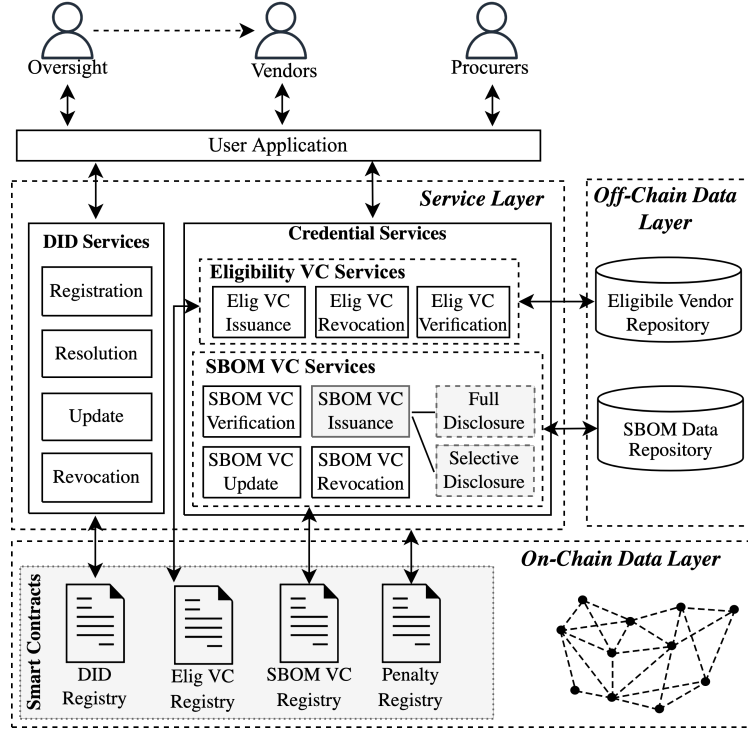 Oversight
Vendors
Procurers
User Application
Service Layer
DID Services
Registration
Resolution
Update
Revocation
Credential Services
Eligibility VC Services
Elig VC
Issuance
Elig VC
Revocation
Elig VC
Verification
SBOM VC Services
SBOM VC
Verification
SBOM VC
Issuance
Full
Disclosure
SBOM VC
Update
SBOM VC
Revocation
Selective
Disclosure
Off-Chain Data
Layer
Eligibile Vendor
Repository
SBOM Data
Repository
On-Chain Data Layer
Smart Contracts
DID
Registry
Elig VC
Registry
SBOM VC
Registry
Penalty
Registry